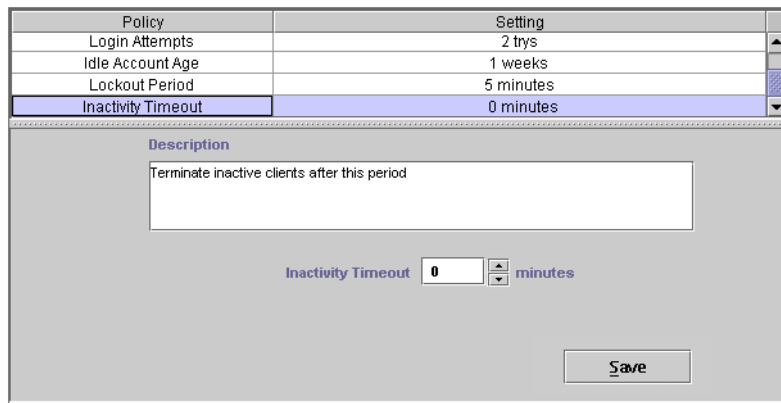 Policy Setting
Login Attempts 2 trys
Idle Account Age 1 weeks
Lockout Period 5 minutes
Inactivity Timeout 0 minutes
Description
Terminate inactive clients after this period
Inactivity Timeout 0 minutes
Save